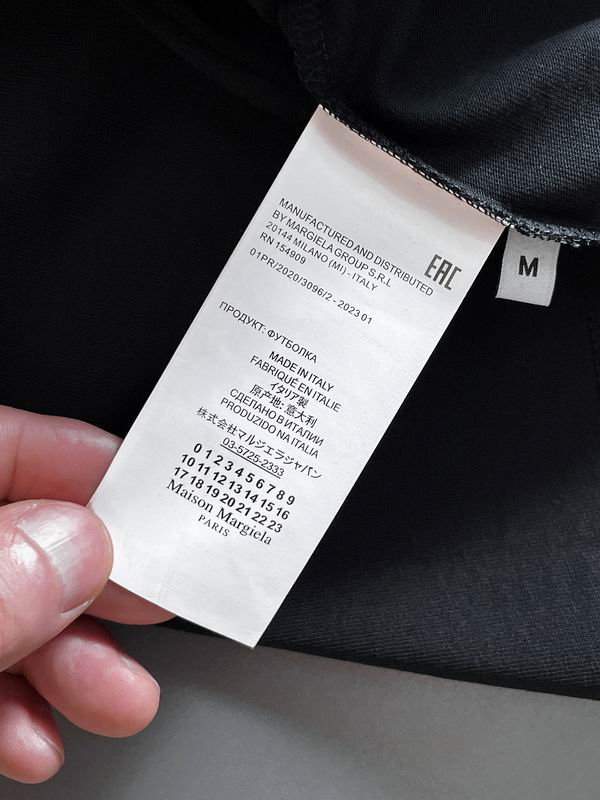 MANUFACTURED AND DISTRIBUTED
BY MARGIELA GROUP S.R.L
20144 MILANO (MI) - ITALY
RN 154909
EAC
01PR/2020/3096/2 - 2023 01
M
ПРОДУКТ: ФУТБОЛКА
MADE IN ITALY
FABRIQUE EN ITALIE
イタリア製
原产地: 意大利
СДЕЛАНО В ИТАЛИИ
PRODUZIDO NA ITALIA
株式会社マルジェラジャパン
03-5725-2333
0 1 2 3 4 5 6 7 8 9
10 11 12 13 14 15 16
17 18 19 20 21 22 23
Maison Margiela
PARIS